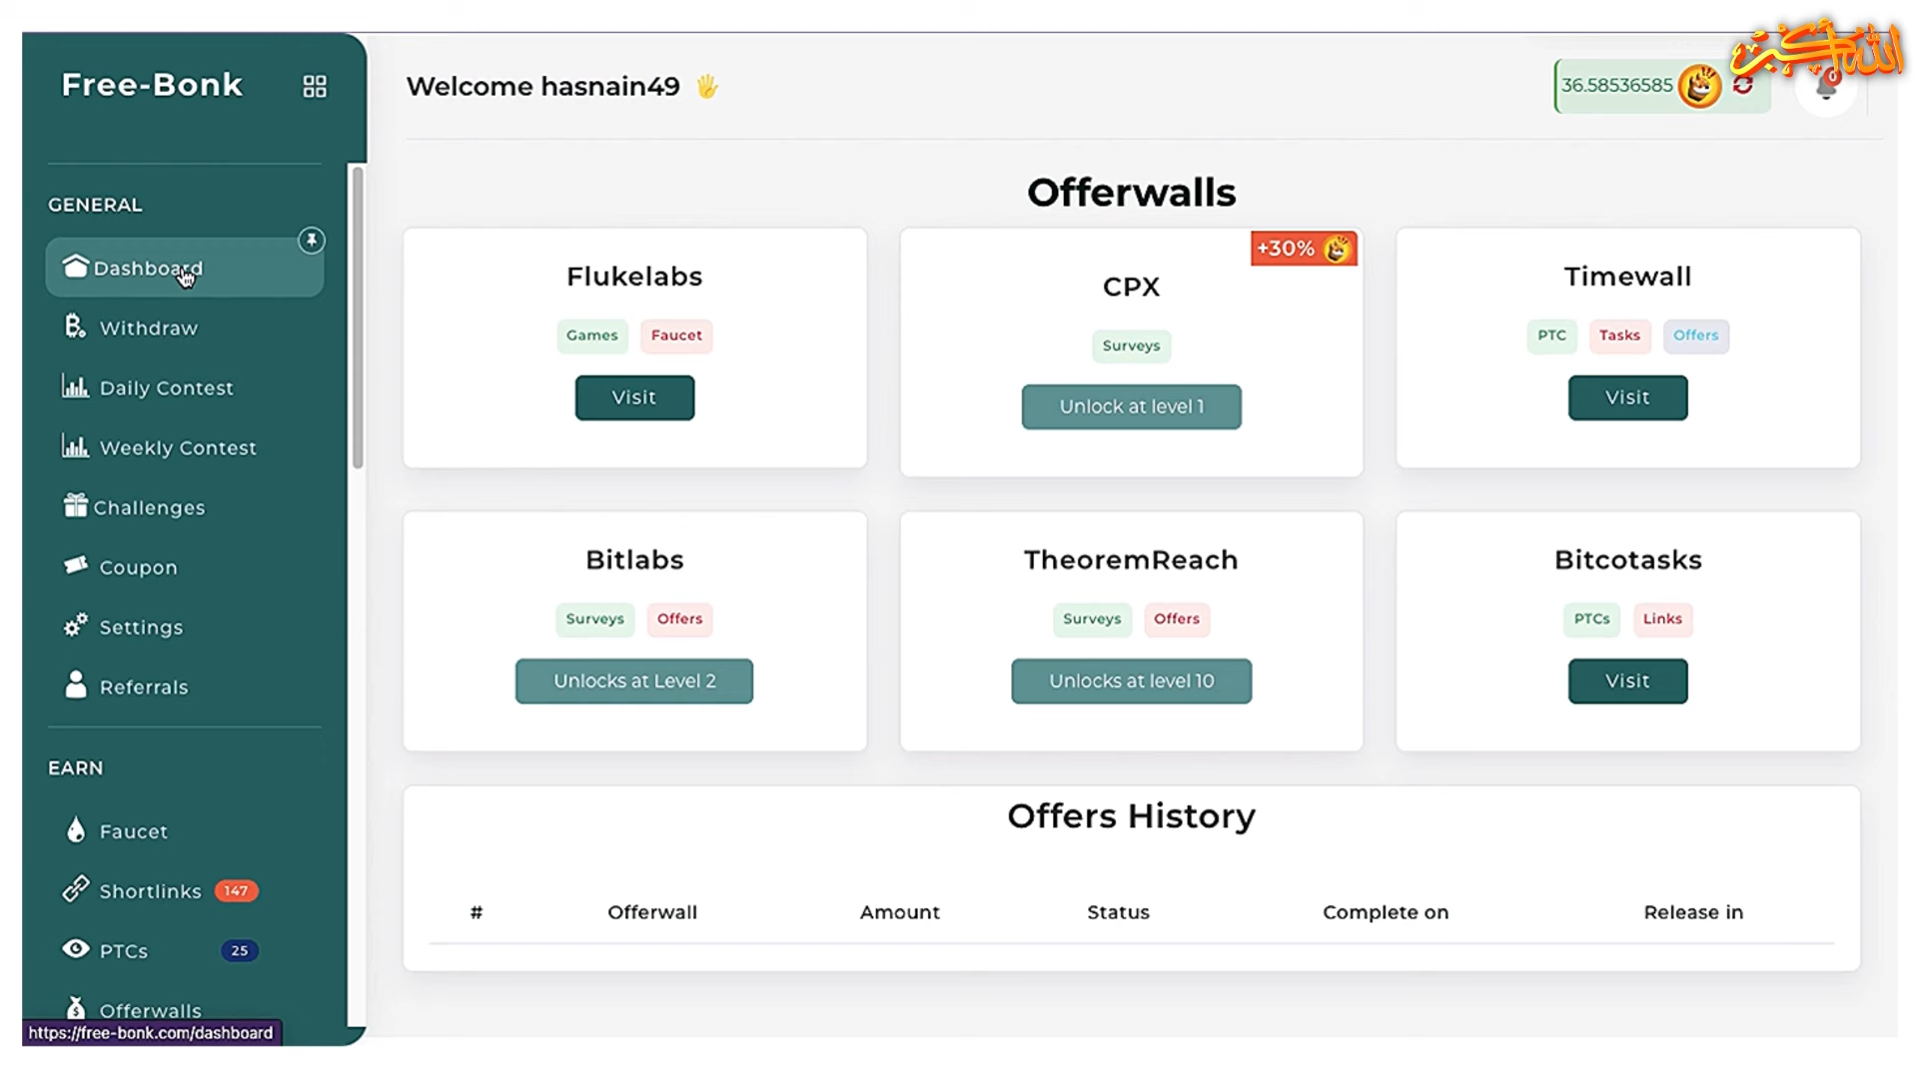 Free-Bonk
GENERAL
Dashboard
Withdraw
Daily Contest
Weekly Contest
Challenges
Coupon
Settings
Referrals
EARN
Faucet
Shortlinks 147
PTCs 25
Offerwalls
https://free-bonk.com/dashboard
Welcome hasnain49
36.58536585
0
الله أكبر
Offerwalls
Flukelabs
Games Faucet
Visit
+30%
CPX
Surveys
Unlock at level 1
Timewall
PTC Tasks Offers
Visit
Bitlabs
Surveys Offers
Unlocks at Level 2
TheoremReach
Surveys Offers
Unlocks at level 10
Bitcotasks
PTCs Links
Visit
Offers History
# Offerwall Amount Status Complete on Release in